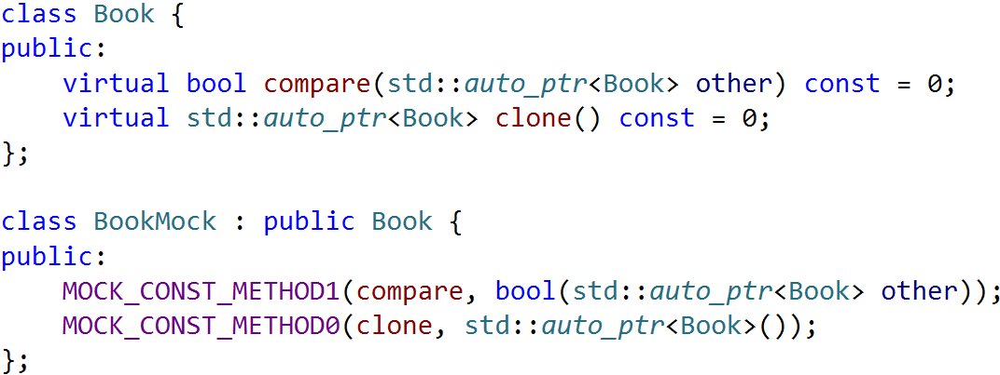 class Book {
public:
    virtual bool compare(std::auto_ptr<Book> other) const = 0;
    virtual std::auto_ptr<Book> clone() const = 0;
};

class BookMock : public Book {
public:
    MOCK_CONST_METHOD1(compare, bool(std::auto_ptr<Book> other));
    MOCK_CONST_METHOD0(clone, std::auto_ptr<Book>());
};